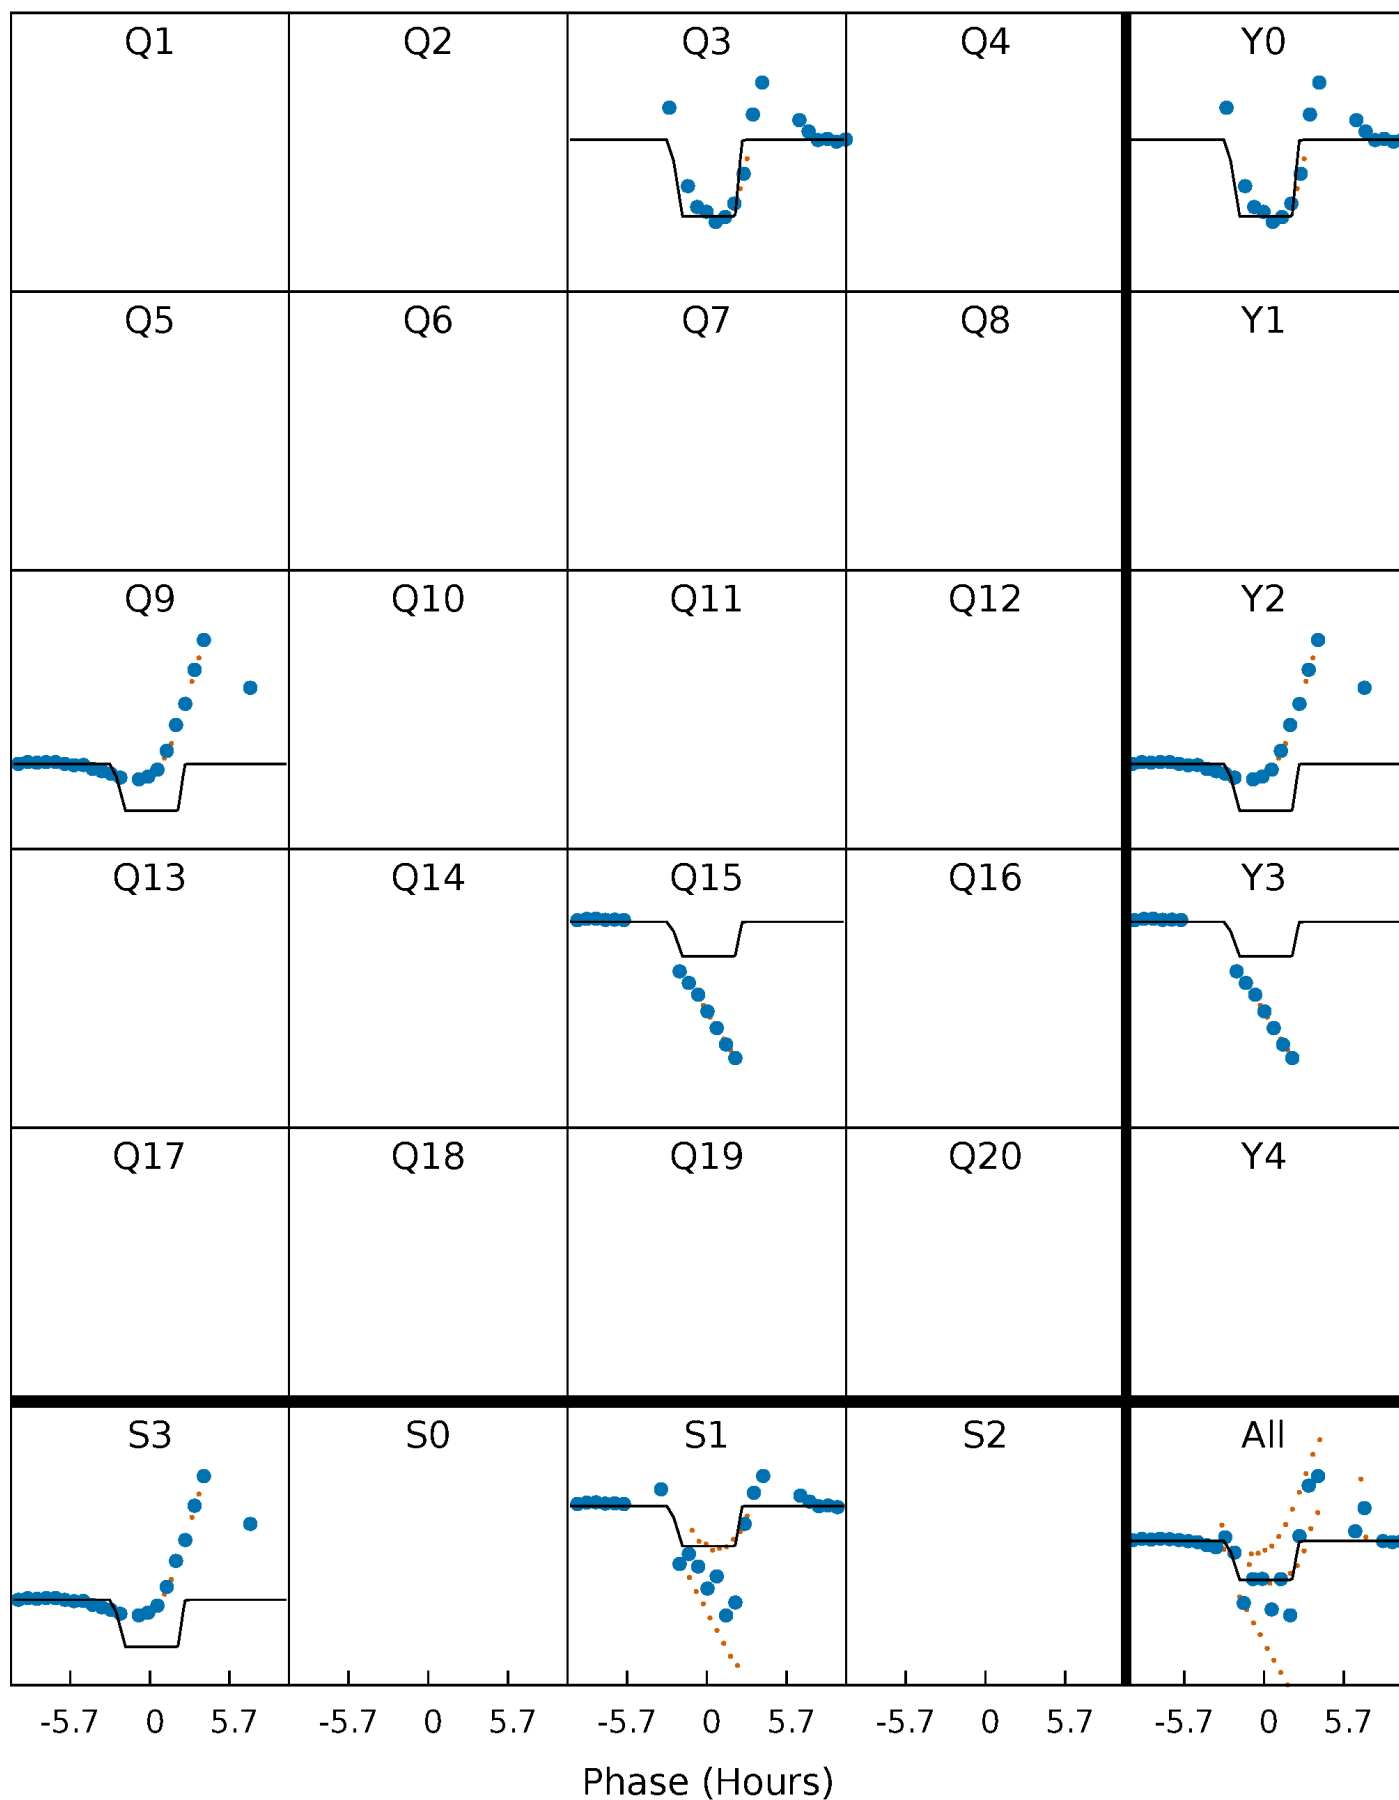 Q1 Q2 Q3 Q4 Y0
Q5 Q6 Q7 Q8 Y1
Q9 Q10 Q11 Q12 Y2
Q13 Q14 Q15 Q16 Y3
Q17 Q18 Q19 Q20 Y4
S3 S0 S1 S2 All
-5.7 0 5.7 -5.7 0 5.7 -5.7 0 5.7 -5.7 0 5.7 -5.7 0 5.7
Phase (Hours)